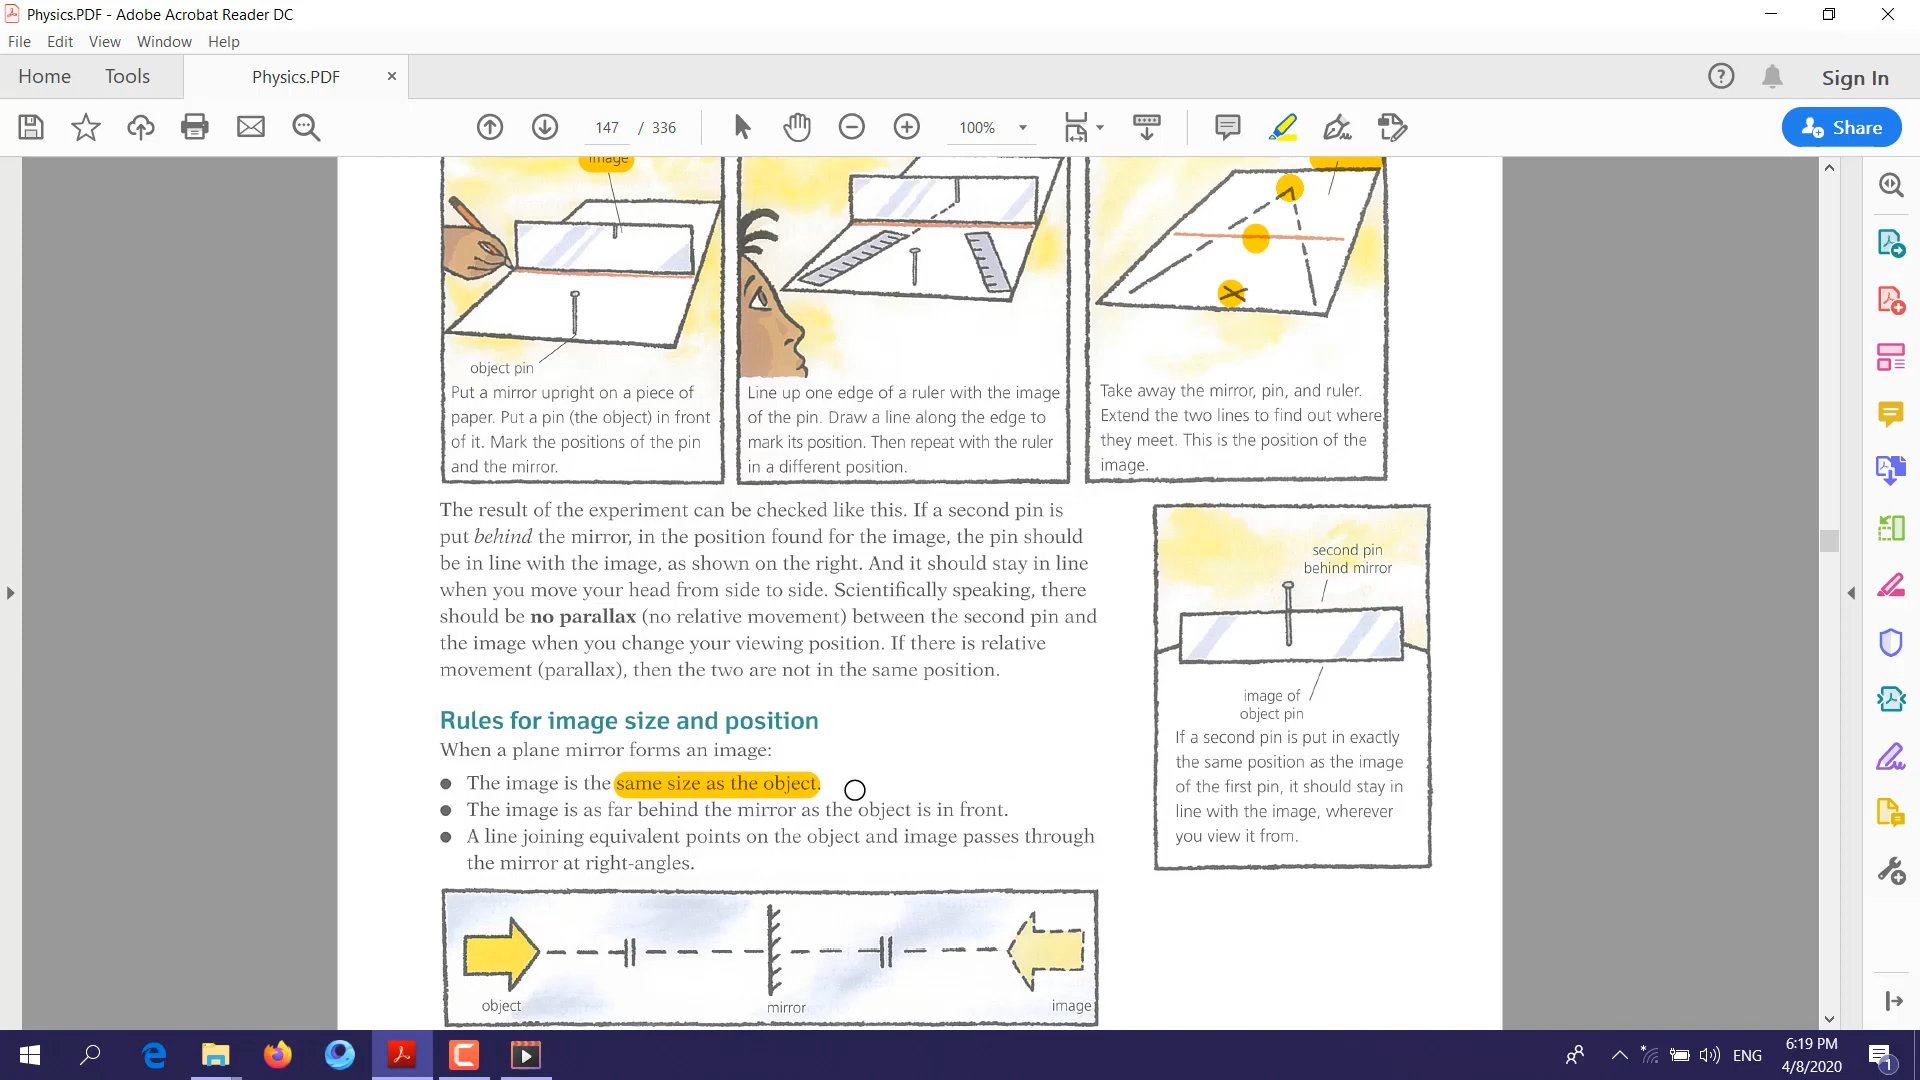 Physics.PDF - Adobe Acrobat Reader DC
File Edit View Window Help
Home Tools Physics.PDF Sign In
147 / 336 100% Share
image
object pin
Put a mirror upright on a piece of
paper. Put a pin (the object) in front
of it. Mark the positions of the pin
and the mirror.
Line up one edge of a ruler with the image
of the pin. Draw a line along the edge to
mark its position. Then repeat with the ruler
in a different position.
Take away the mirror, pin, and ruler.
Extend the two lines to find out where
they meet. This is the position of the
image.
The result of the experiment can be checked like this. If a second pin is
put behind the mirror, in the position found for the image, the pin should
be in line with the image, as shown on the right. And it should stay in line
when you move your head from side to side. Scientifically speaking, there
should be no parallax (no relative movement) between the second pin and
the image when you change your viewing position. If there is relative
movement (parallax), then the two are not in the same position.
second pin
behind mirror
image of
object pin
If a second pin is put in exactly
the same position as the image
of the first pin, it should stay in
line with the image, wherever
you view it from.
Rules for image size and position
When a plane mirror forms an image:
● The image is the same size as the object.
● The image is as far behind the mirror as the object is in front.
● A line joining equivalent points on the object and image passes through
the mirror at right-angles.
object mirror image
ENG
6:19 PM
4/8/2020
1